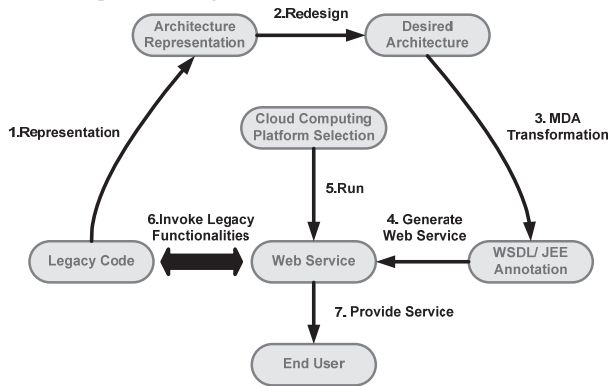 2.Redesign
Architecture
Representation
Desired
Architecture
1.Representation
Cloud Computing
Platform Selection
3. MDA
Transformation
5.Run
6.Invoke Legacy
Functionalities
4. Generate
Web Service
Legacy Code
Web Service
WSDL/ JEE
Annotation
7. Provide Service
End User